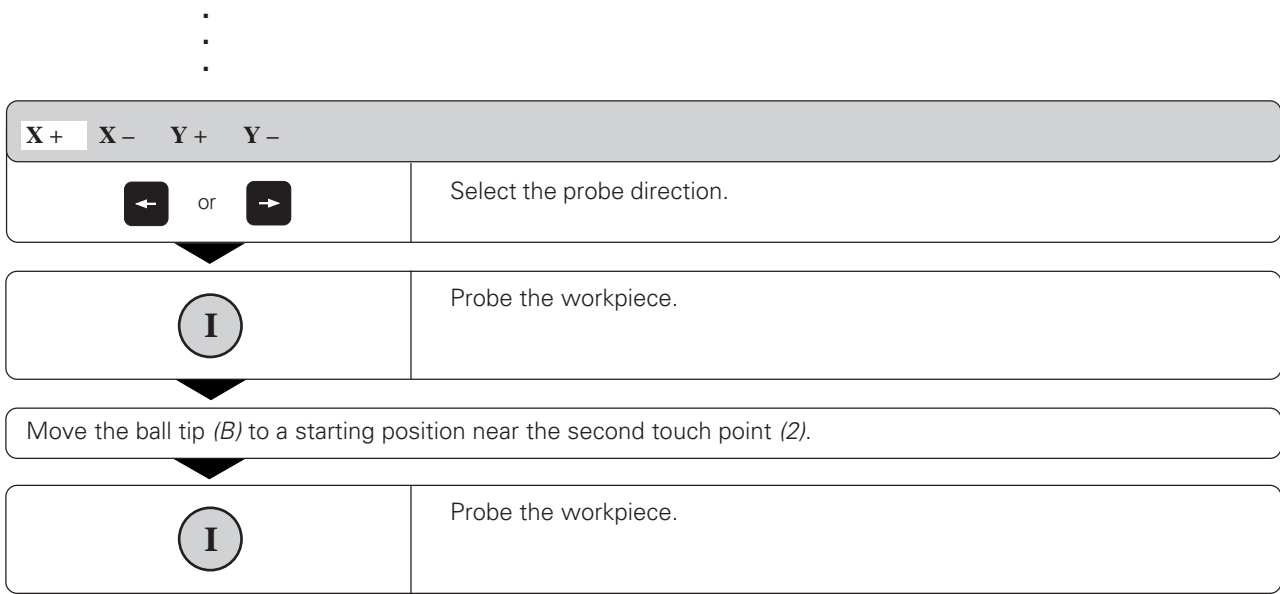 X + X – Y + Y –
← or → Select the probe direction.
I Probe the workpiece.
Move the ball tip (B) to a starting position near the second touch point (2).
I Probe the workpiece.